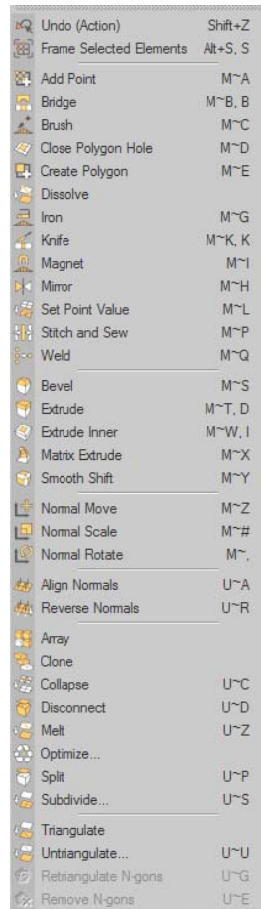 Undo (Action) Shift+Z
Frame Selected Elements Alt+S, S
Add Point M~A
Bridge M~B, B
Brush M~C
Close Polygon Hole M~D
Create Polygon M~E
Dissolve
Iron M~G
Knife M~K, K
Magnet M~I
Mirror M~H
Set Point Value M~L
Stitch and Sew M~P
Weld M~Q
Bevel M~S
Extrude M~T, D
Extrude Inner M~W, I
Matrix Extrude M~X
Smooth Shift M~Y
Normal Move M~Z
Normal Scale M~#
Normal Rotate M~,
Align Normals U~A
Reverse Normals U~R
Array
Clone
Collapse U~C
Disconnect U~D
Melt U~Z
Optimize...
Split U~P
Subdivide... U~S
Triangulate
Untriangulate... U~U
Retriangulate N-gons U~G
Remove N-gons U~E